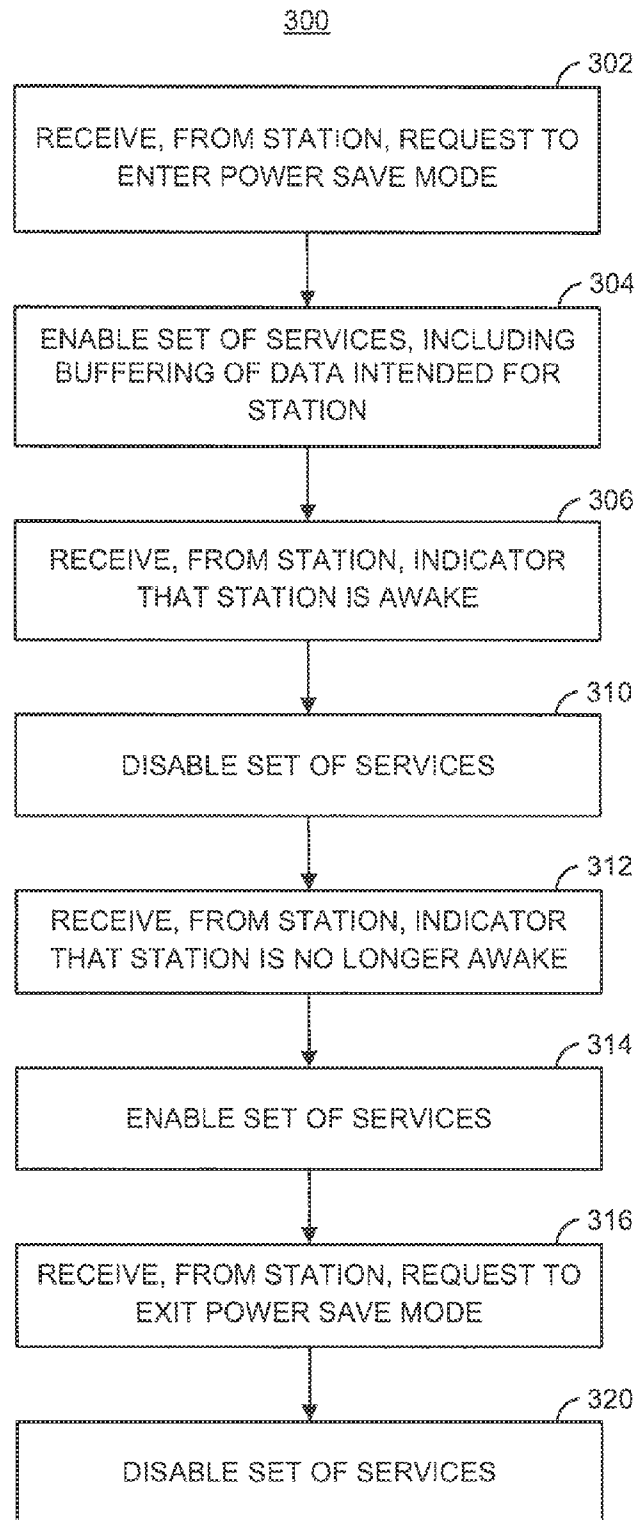 300
302
RECEIVE, FROM STATION, REQUEST TO
ENTER POWER SAVE MODE
304
ENABLE SET OF SERVICES, INCLUDING
BUFFERING OF DATA INTENDED FOR
STATION
306
RECEIVE, FROM STATION, INDICATOR
THAT STATION IS AWAKE
310
DISABLE SET OF SERVICES
312
RECEIVE, FROM STATION, INDICATOR
THAT STATION IS NO LONGER AWAKE
314
ENABLE SET OF SERVICES
316
RECEIVE, FROM STATION, REQUEST TO
EXIT POWER SAVE MODE
320
DISABLE SET OF SERVICES